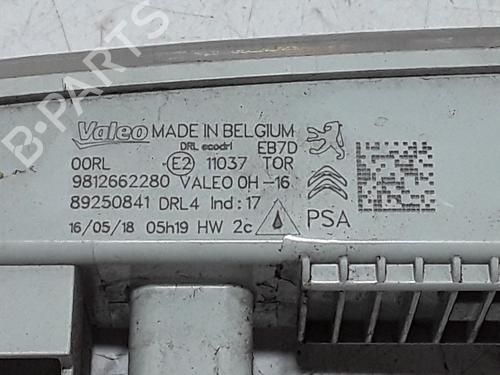 B-PARTS
Valeo MADE IN BELGIUM
DRL ecodrl EB7D
00RL E2 11037 TOR
9812662280 VALEO 0H-16
89250841 DRL4 Ind:17
16/05/18 05h19 HW 2c PSA